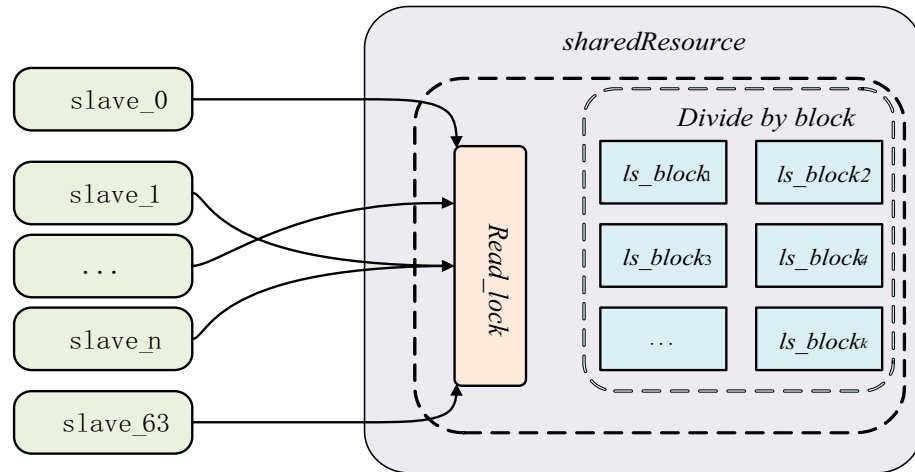 sharedResource
slave_0
slave_1
...
slave_n
slave_63
Read_lock
Divide by block
ls_block1
ls_block2
ls_block3
ls_block4
...
ls_blockk